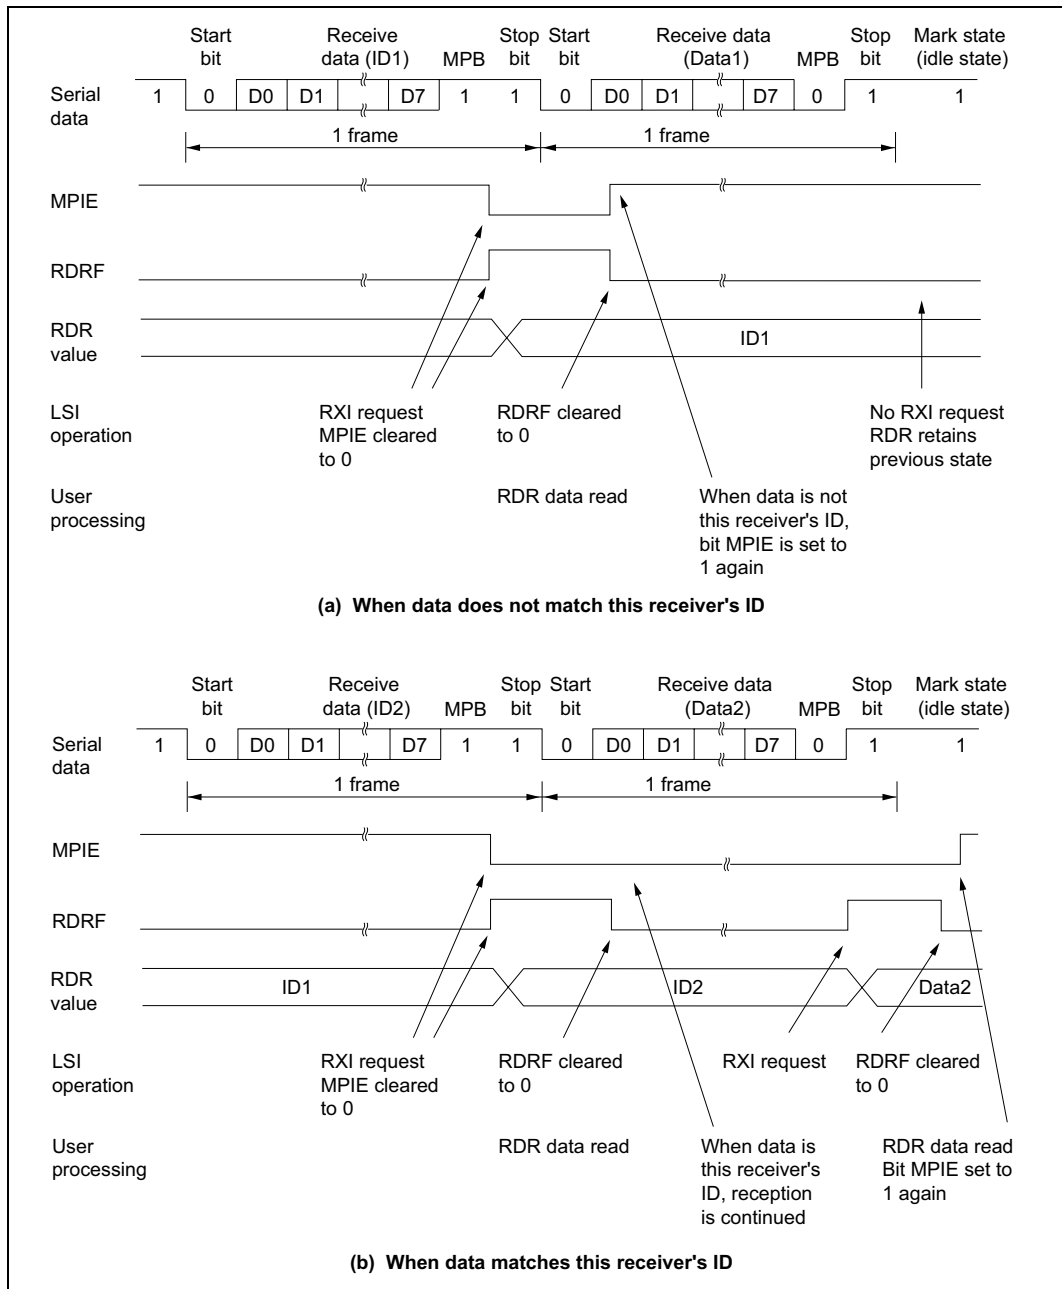 Start bit Receive data (ID1) MPB Stop bit Start bit Receive data (Data1) MPB Stop bit Mark state (idle state)
Serial data 1 0 D0 D1 D7 1 1 0 D0 D1 D7 0 1 1
1 frame 1 frame
MPIE
RDRF
RDR value ID1
LSI operation
RXI request
MPIE cleared
to 0
RDRF cleared
to 0
No RXI request
RDR retains
previous state
User processing
RDR data read
When data is not
this receiver's ID,
bit MPIE is set to
1 again
(a) When data does not match this receiver's ID
Start bit Receive data (ID2) MPB Stop bit Start bit Receive data (Data2) MPB Stop bit Mark state (idle state)
Serial data 1 0 D0 D1 D7 1 1 0 D0 D1 D7 0 1 1
1 frame 1 frame
MPIE
RDRF
RDR value ID1 ID2 Data2
LSI operation
RXI request
MPIE cleared
to 0
RDRF cleared
to 0
RXI request
RDRF cleared
to 0
User processing
RDR data read
When data is
this receiver's
ID, reception
is continued
RDR data read
Bit MPIE set to
1 again
(b) When data matches this receiver's ID